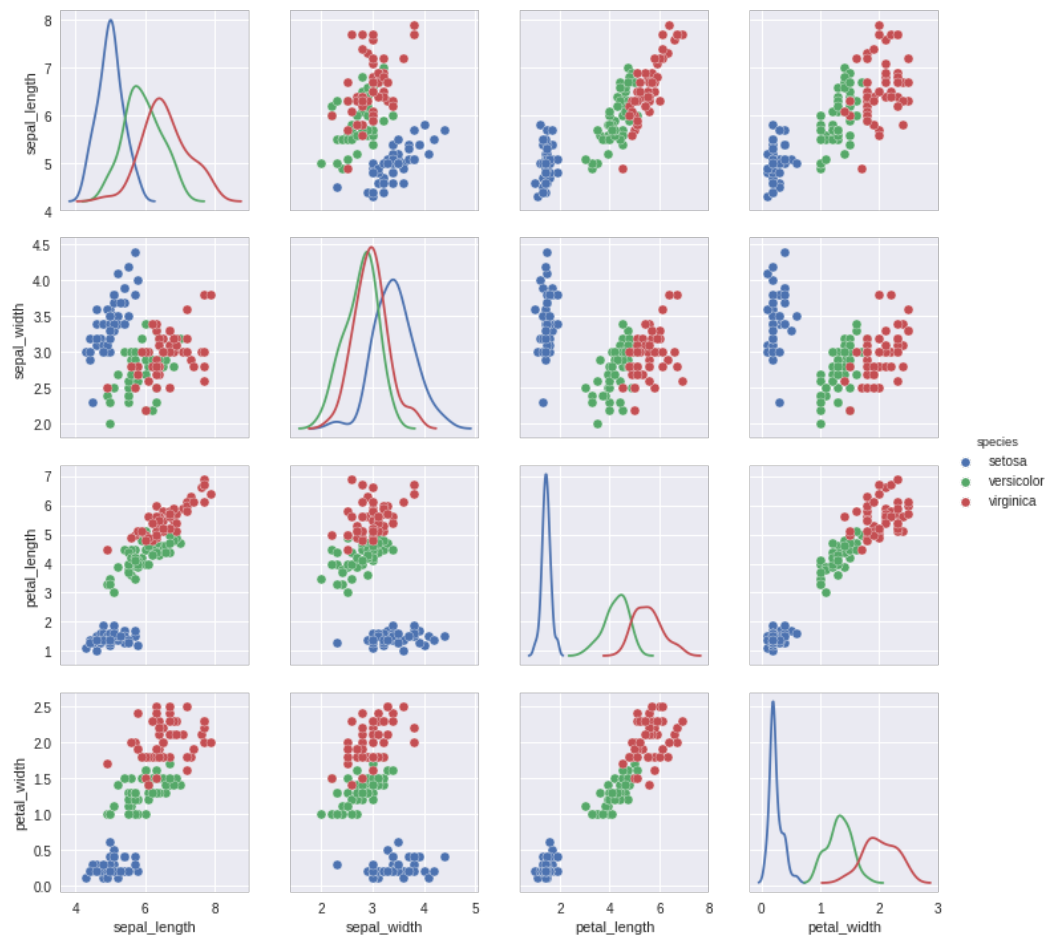 8
7
6
5
4
sepal_length
4.5
4.0
3.5
3.0
2.5
2.0
sepal_width
species
setosa
versicolor
virginica
7
6
5
4
3
2
1
petal_length
2.5
2.0
1.5
1.0
0.5
0.0
petal_width
4 6 8
sepal_length
2 3 4 5
sepal_width
2 4 6 8
petal_length
0 1 2 3
petal_width